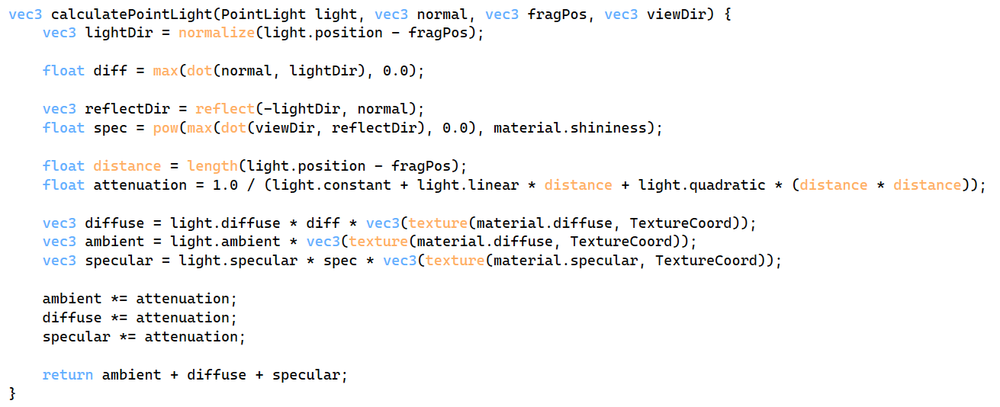 vec3 calculatePointLight(PointLight light, vec3 normal, vec3 fragPos, vec3 viewDir) {
    vec3 lightDir = normalize(light.position - fragPos);

    float diff = max(dot(normal, lightDir), 0.0);

    vec3 reflectDir = reflect(-lightDir, normal);
    float spec = pow(max(dot(viewDir, reflectDir), 0.0), material.shininess);

    float distance = length(light.position - fragPos);
    float attenuation = 1.0 / (light.constant + light.linear * distance + light.quadratic * (distance * distance));

    vec3 diffuse = light.diffuse * diff * vec3(texture(material.diffuse, TextureCoord));
    vec3 ambient = light.ambient * vec3(texture(material.diffuse, TextureCoord));
    vec3 specular = light.specular * spec * vec3(texture(material.specular, TextureCoord));

    ambient *= attenuation;
    diffuse *= attenuation;
    specular *= attenuation;

    return ambient + diffuse + specular;
}